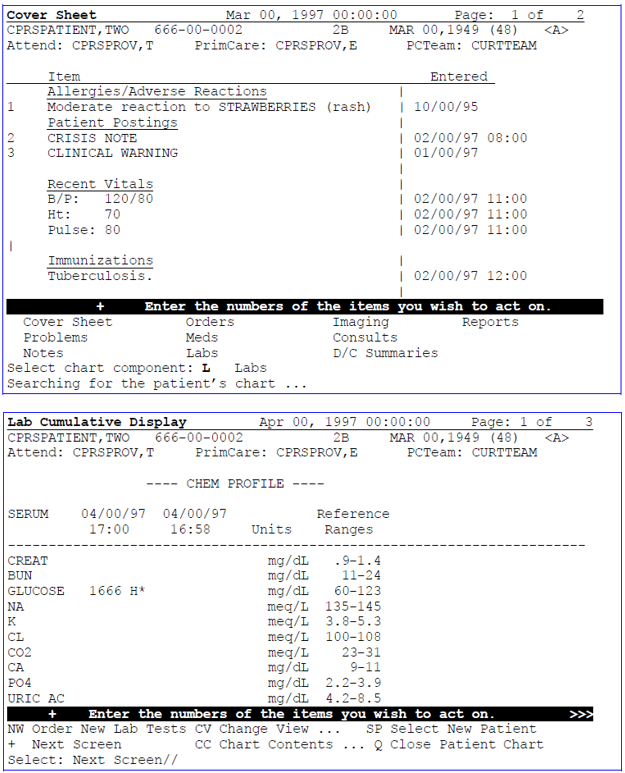 Cover Sheet Mar 00, 1997 00:00:00 Page: 1 of 2
CPRSPATIENT,TWO 666-00-0002 2B MAR 00,1949 (48) <A>
Attend: CPRSPROV,T PrimCare: CPRSPROV,E PCTeam: CURTTEAM
Item Entered
Allergies/Adverse Reactions |
1 Moderate reaction to STRAWBERRIES (rash) | 10/00/95
Patient Postings |
2 CRISIS NOTE | 02/00/97 08:00
3 CLINICAL WARNING | 01/00/97
|
Recent Vitals |
B/P: 120/80 | 02/00/97 11:00
Ht: 70 | 02/00/97 11:00
Pulse: 80 | 02/00/97 11:00
|
Immunizations |
Tuberculosis. | 02/00/97 12:00
|
+ Enter the numbers of the items you wish to act on.
Cover Sheet Orders Imaging Reports
Problems Meds Consults
Notes Labs D/C Summaries
Select chart component: L Labs
Searching for the patient's chart ...
Lab Cumulative Display Apr 00, 1997 00:00:00 Page: 1 of 3
CPRSPATIENT,TWO 666-00-0002 2B MAR 00,1949 (48) <A>
Attend: CPRSPROV,T PrimCare: CPRSPROV,E PCTeam: CURTTEAM
---- CHEM PROFILE ----
SERUM 04/00/97 04/00/97 Reference
17:00 16:58 Units Ranges
-----------------------------------------------------------------------
CREAT mg/dL .9-1.4
BUN mg/dL 11-24
GLUCOSE 1666 H* mg/dL 60-123
NA meq/L 135-145
K meq/L 3.8-5.3
CL meq/L 100-108
CO2 meq/L 23-31
CA mg/dL 9-11
PO4 mg/dL 2.2-3.9
URIC AC mg/dL 4.2-8.5
+ Enter the numbers of the items you wish to act on. >>>
NW Order New Lab Tests CV Change View ... SP Select New Patient
+ Next Screen CC Chart Contents ... Q Close Patient Chart
Select: Next Screen//